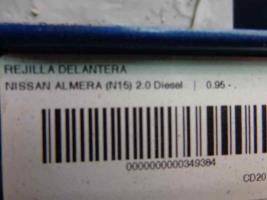 REJILLA DELANTERA
NISSAN ALMERA (N15) 2.0 Diesel | 0.95 -
0000000000349384
CD20